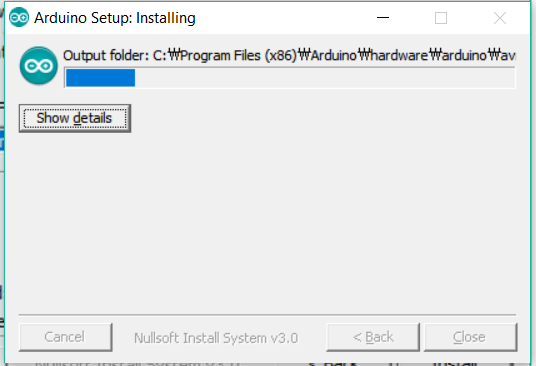 Arduino Setup: Installing
Output folder: C:₩Program Files (x86)₩Arduino₩hardware₩arduino₩av
Show details
Cancel
Nullsoft Install System v3.0
< Back
Close